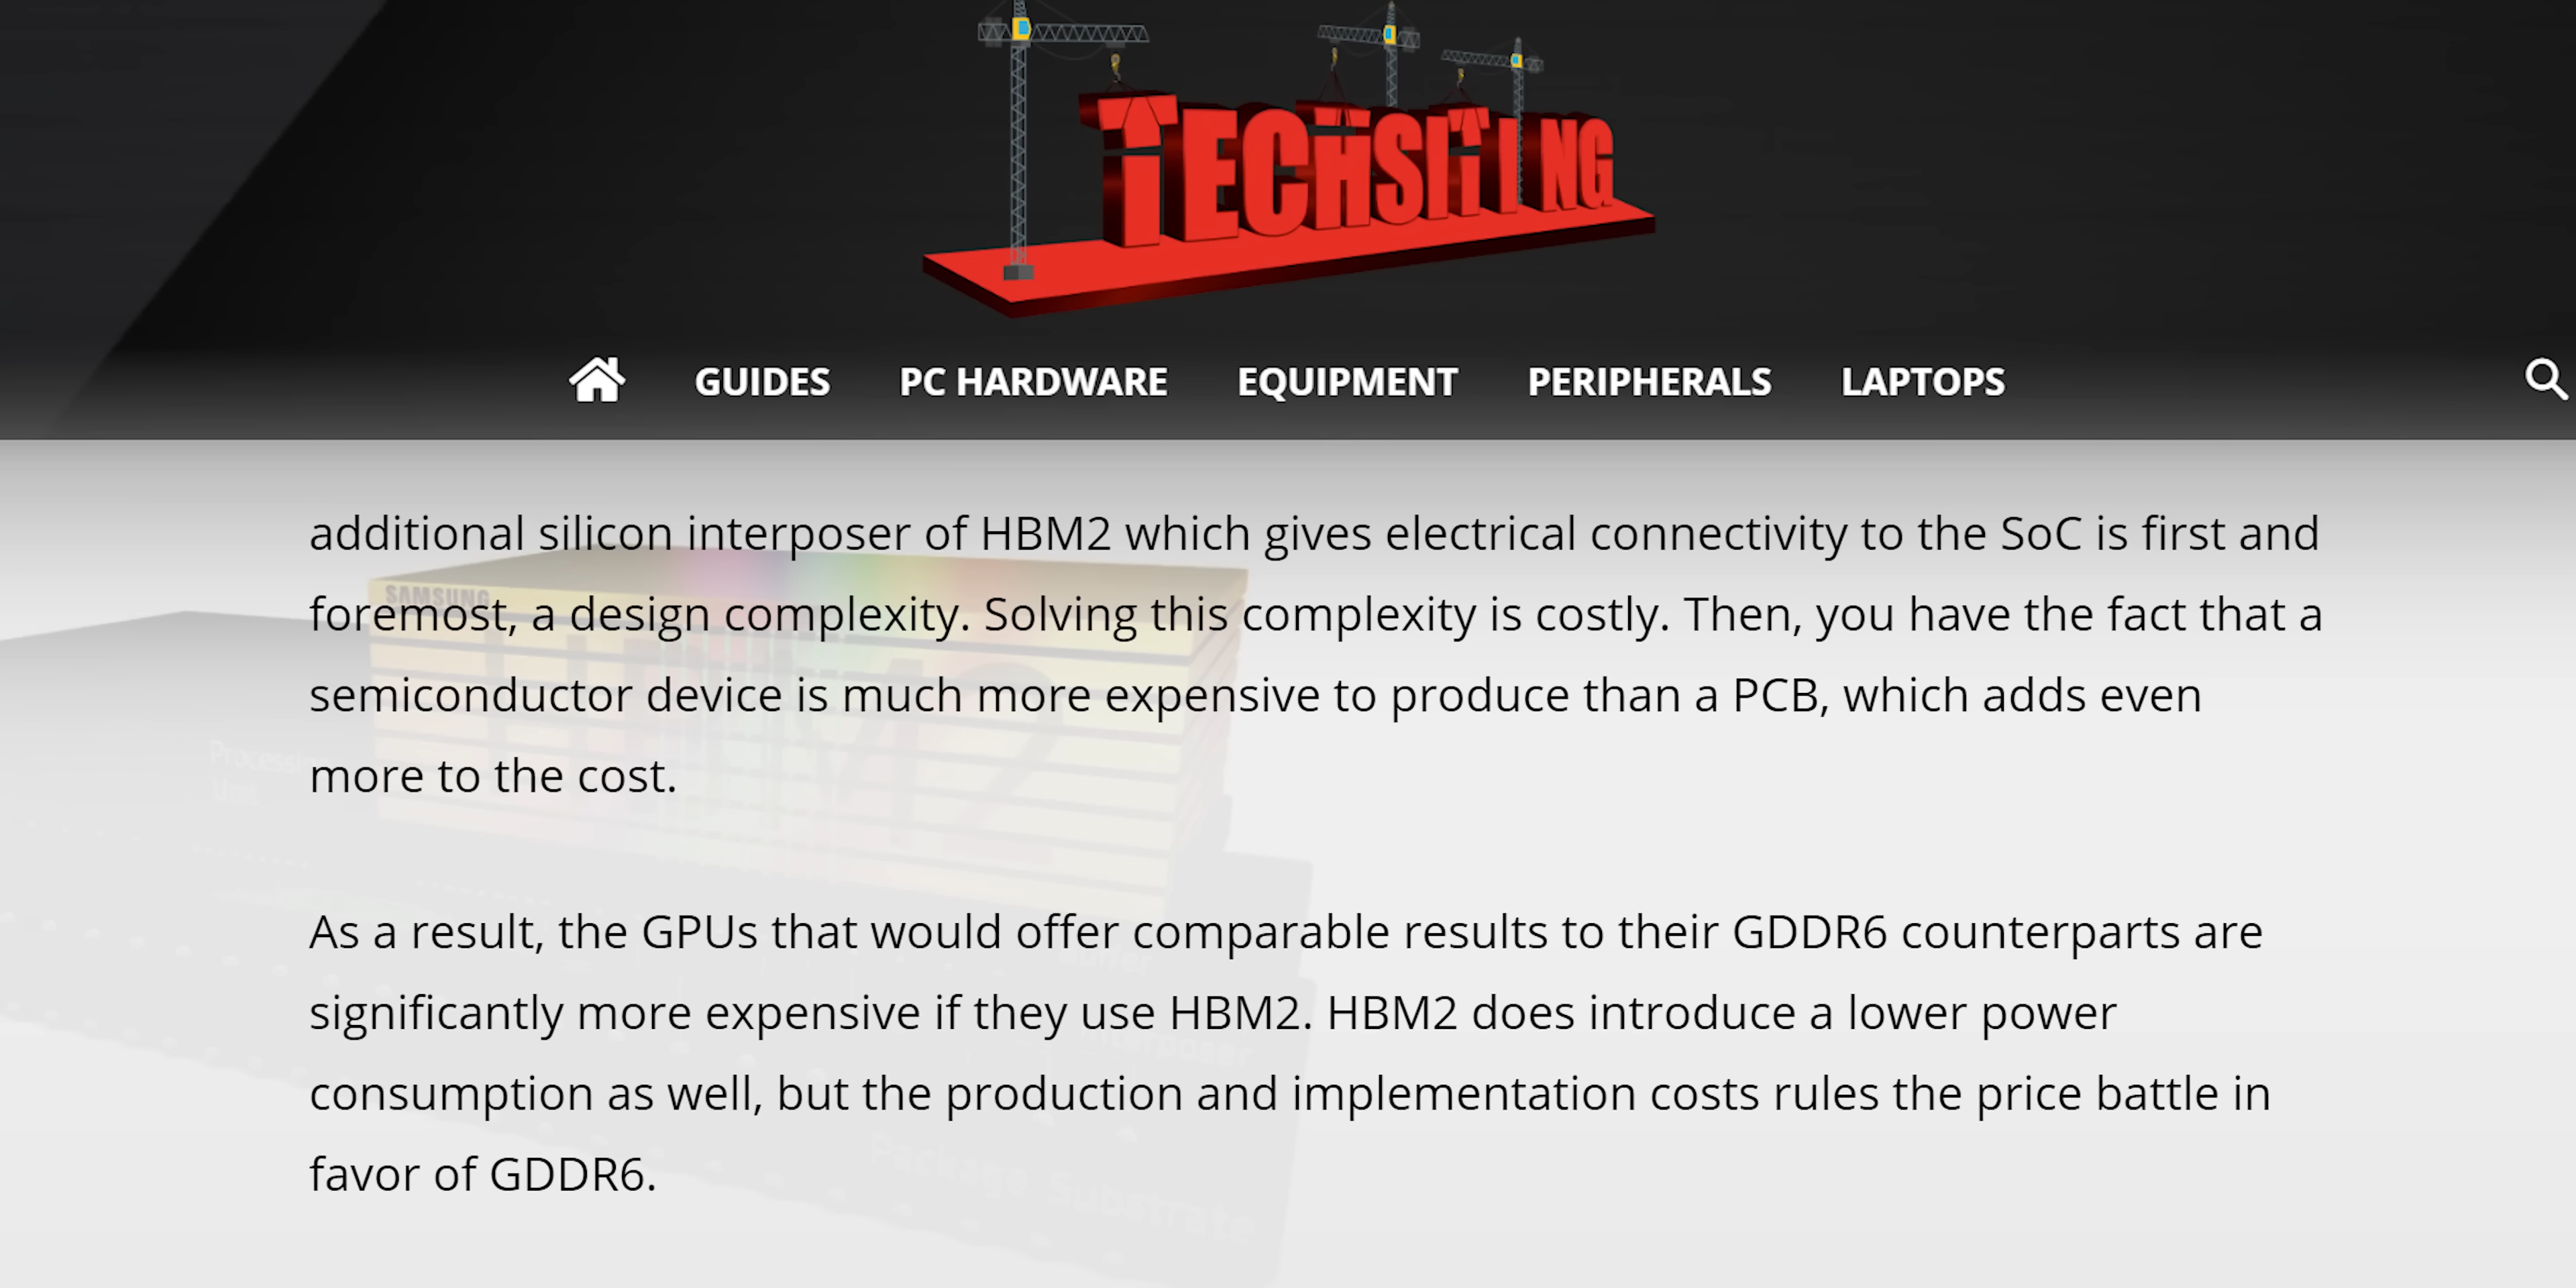 TECHSITING
GUIDES PC HARDWARE EQUIPMENT PERIPHERALS LAPTOPS
additional silicon interposer of HBM2 which gives electrical connectivity to the SoC is first and
SAMSUNG
foremost, a design complexity. Solving this complexity is costly. Then, you have the fact that a
semiconductor device is much more expensive to produce than a PCB, which adds even
more to the cost.
As a result, the GPUs that would offer comparable results to their GDDR6 counterparts are
significantly more expensive if they use HBM2. HBM2 does introduce a lower power
consumption as well, but the production and implementation costs rules the price battle in
favor of GDDR6.
Package Substrate